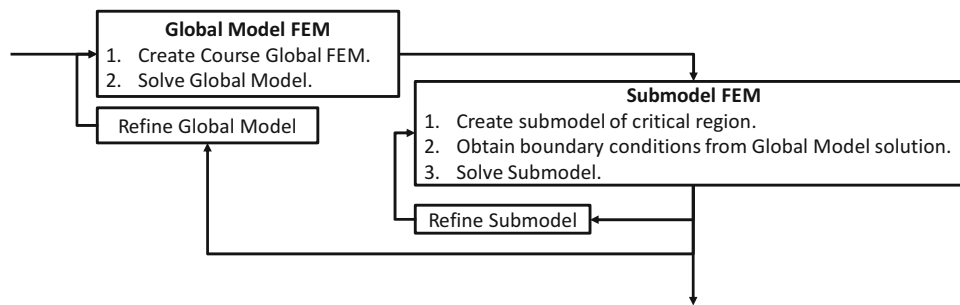 Global Model FEM
1. Create Course Global FEM.
2. Solve Global Model.
Refine Global Model
Submodel FEM
1. Create submodel of critical region.
2. Obtain boundary conditions from Global Model solution.
3. Solve Submodel.
Refine Submodel